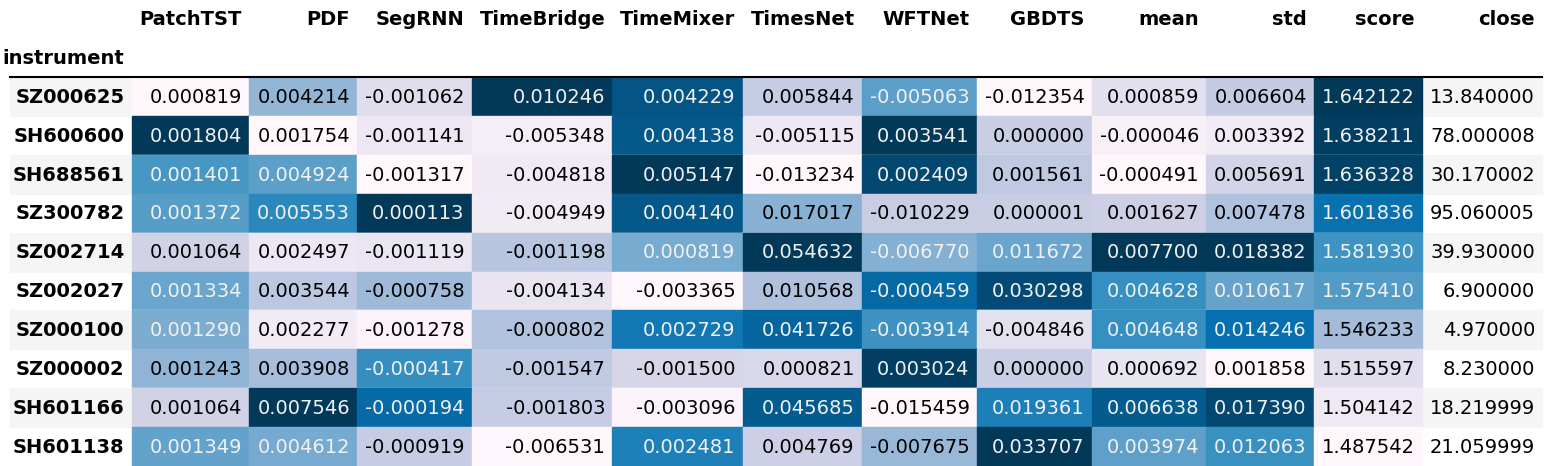 PatchTST PDF SegRNN TimeBridge TimeMixer TimesNet WFTNet GBDTS mean std score close
instrument
SZ000625 0.000819 0.004214 -0.001062 0.010246 0.004229 0.005844 -0.005063 -0.012354 0.000859 0.006604 1.642122 13.840000
SH600600 0.001804 0.001754 -0.001141 -0.005348 0.004138 -0.005115 0.003541 0.000000 -0.000046 0.003392 1.638211 78.000008
SH688561 0.001401 0.004924 -0.001317 -0.004818 0.005147 -0.013234 0.002409 0.001561 -0.000491 0.005691 1.636328 30.170002
SZ300782 0.001372 0.005553 0.000113 -0.004949 0.004140 0.017017 -0.010229 0.000001 0.001627 0.007478 1.601836 95.060005
SZ002714 0.001064 0.002497 -0.001119 -0.001198 0.000819 0.054632 -0.006770 0.011672 0.007700 0.018382 1.581930 39.930000
SZ002027 0.001334 0.003544 -0.000758 -0.004134 -0.003365 0.010568 -0.000459 0.030298 0.004628 0.010617 1.575410 6.900000
SZ000100 0.001290 0.002277 -0.001278 -0.000802 0.002729 0.041726 -0.003914 -0.004846 0.004648 0.014246 1.546233 4.970000
SZ000002 0.001243 0.003908 -0.000417 -0.001547 -0.001500 0.000821 0.003024 0.000000 0.000692 0.001858 1.515597 8.230000
SH601166 0.001064 0.007546 -0.000194 -0.001803 -0.003096 0.045685 -0.015459 0.019361 0.006638 0.017390 1.504142 18.219999
SH601138 0.001349 0.004612 -0.000919 -0.006531 0.002481 0.004769 -0.007675 0.033707 0.003974 0.012063 1.487542 21.059999